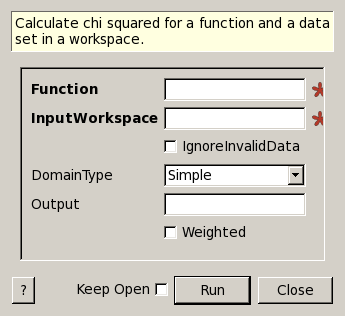 Calculate chi squared for a function and a data
set in a workspace.
Function
InputWorkspace
IgnoreInvalidData
DomainType Simple
Output
Weighted
? Keep Open Run Close